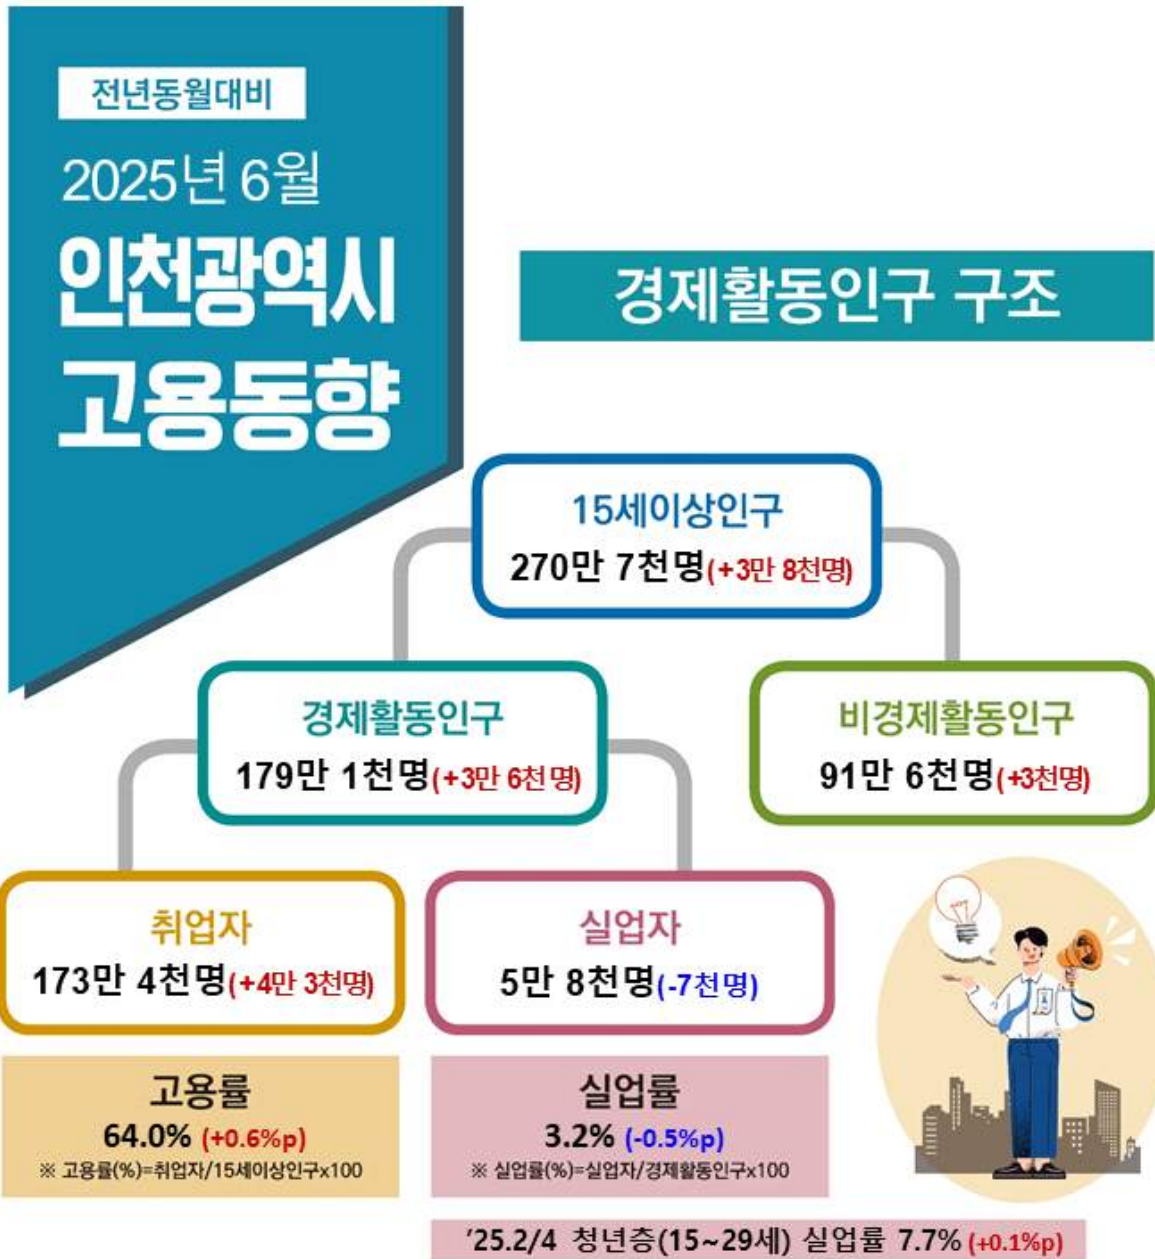 전년동월대비
2025년 6월
인천광역시
고용동향
경제활동인구 구조
15세이상인구
270만 7천명(+3만 8천명)
경제활동인구
179만 1천명(+3만 6천명)
비경제활동인구
91만 6천명(+3천명)
취업자
173만 4천명(+4만 3천명)
실업자
5만 8천명(-7천명)
고용률
64.0% (+0.6%p)
※ 고용률(%)=취업자/15세이상인구x100
실업률
3.2% (-0.5%p)
※ 실업률(%)=실업자/경제활동인구x100
'25.2/4 청년층(15~29세) 실업률 7.7% (+0.1%p)